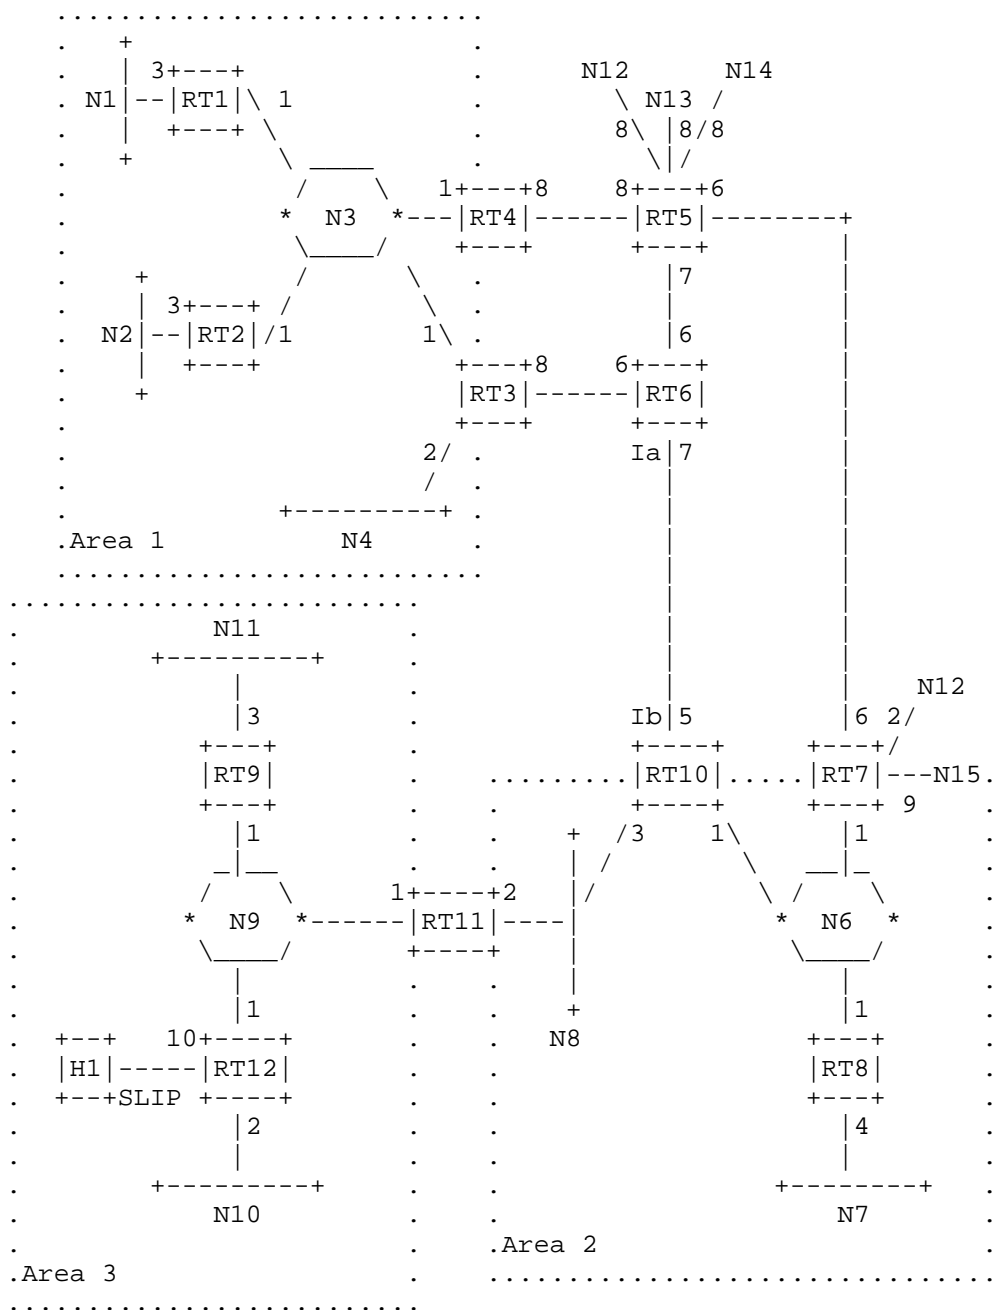 3
N12 N14
N1 RT1 1 N13
8 8 8
1 8 8 6
N3 RT4 RT5
7
3
N2 RT2 1 1 6
8 6
RT3 RT6
2 Ia 7
Area 1 N4
N11
N12
3 Ib 5 6 2
RT9 RT10 RT7 N15
9
1 3 1 1
1 2
N9 RT11 N6
1 1
10 N8
H1 RT12 RT8
SLIP
2 4
N10 N7
Area 2
Area 3